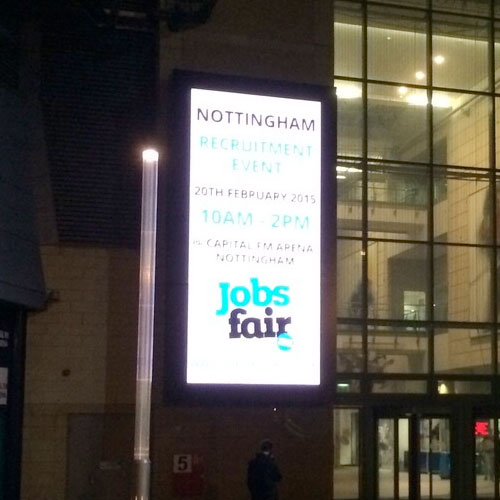 NOTTINGHAM
RECRUITMENT
EVENT
20TH FEBRUARY 2015
10AM - 2PM
CAPITAL FM ARENA
NOTTINGHAM
Jobs
fair
5